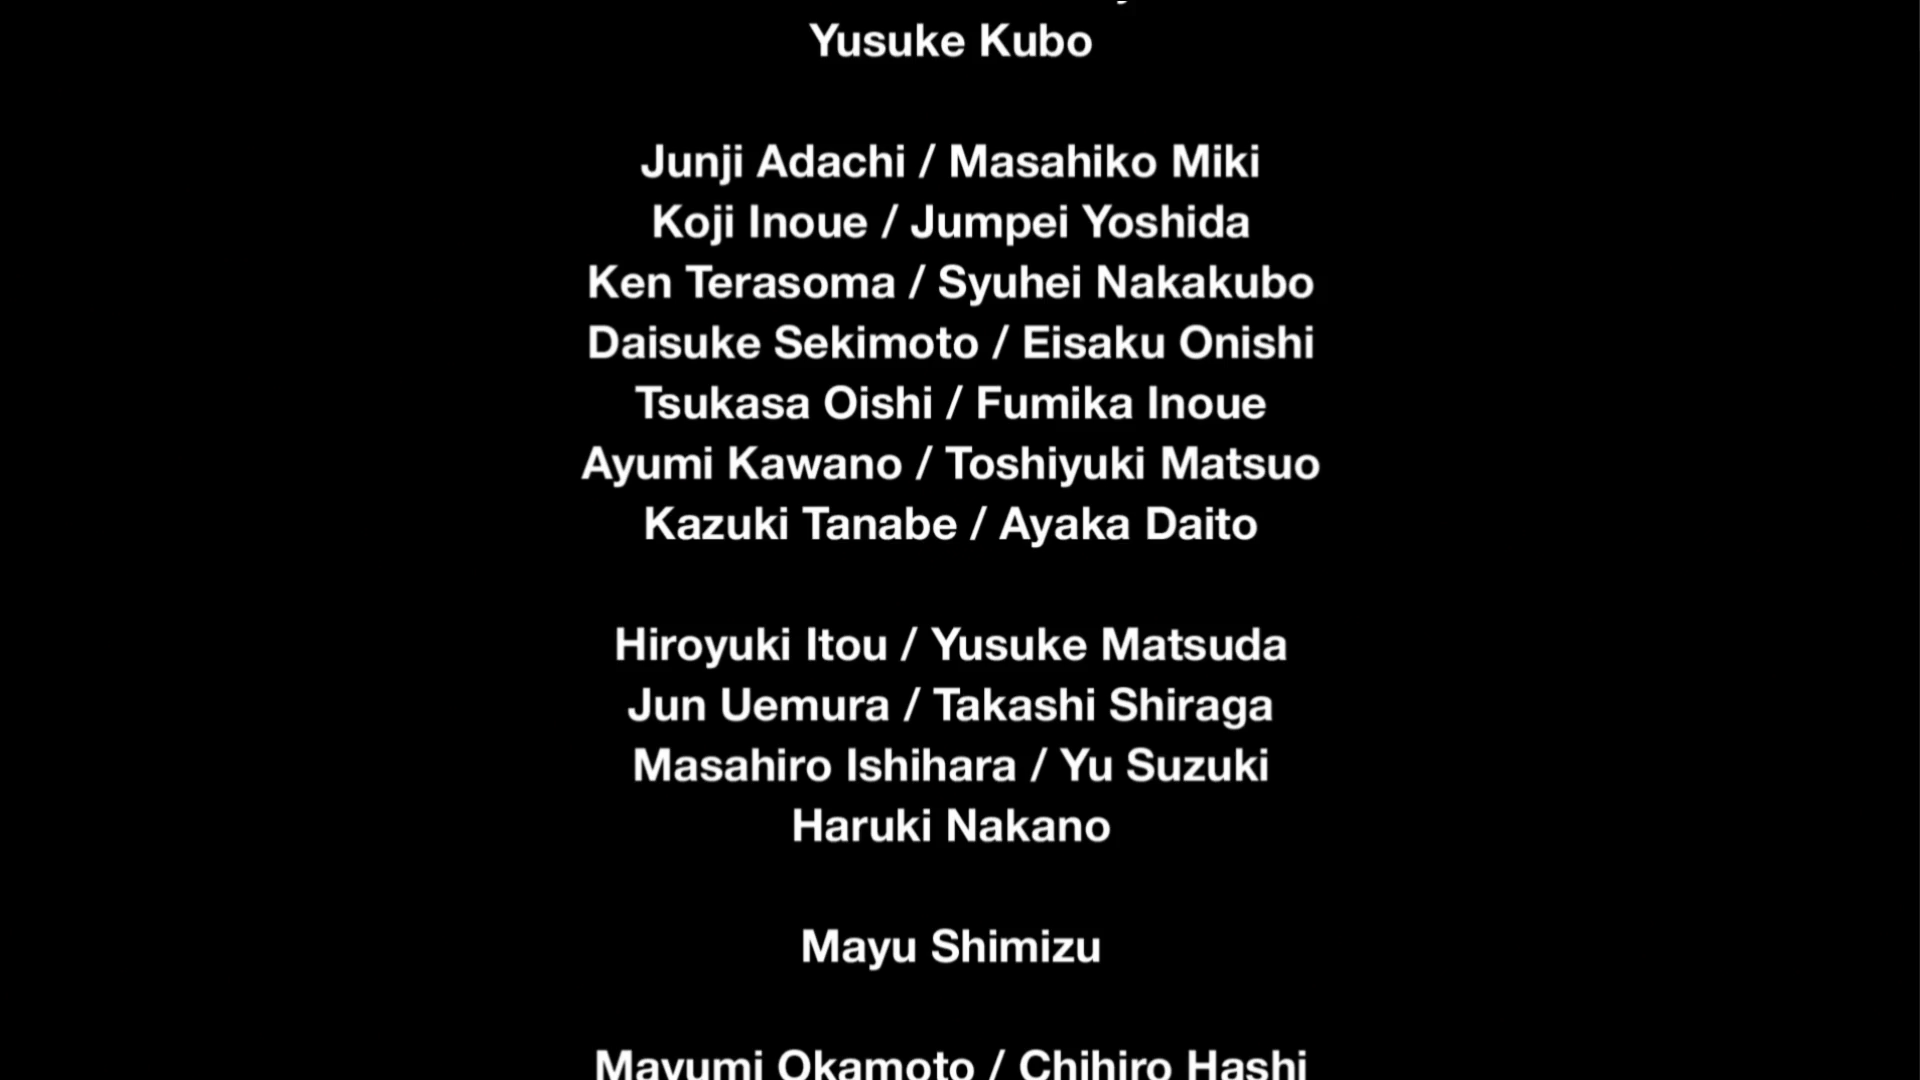 Yusuke Kubo
Junji Adachi / Masahiko Miki
Koji Inoue / Jumpei Yoshida
Ken Terasoma / Syuhei Nakakubo
Daisuke Sekimoto / Eisaku Onishi
Tsukasa Oishi / Fumika Inoue
Ayumi Kawano / Toshiyuki Matsuo
Kazuki Tanabe / Ayaka Daito
Hiroyuki Itou / Yusuke Matsuda
Jun Uemura / Takashi Shiraga
Masahiro Ishihara / Yu Suzuki
Haruki Nakano
Mayu Shimizu
Mayumi Okamoto / Chihiro Hashi